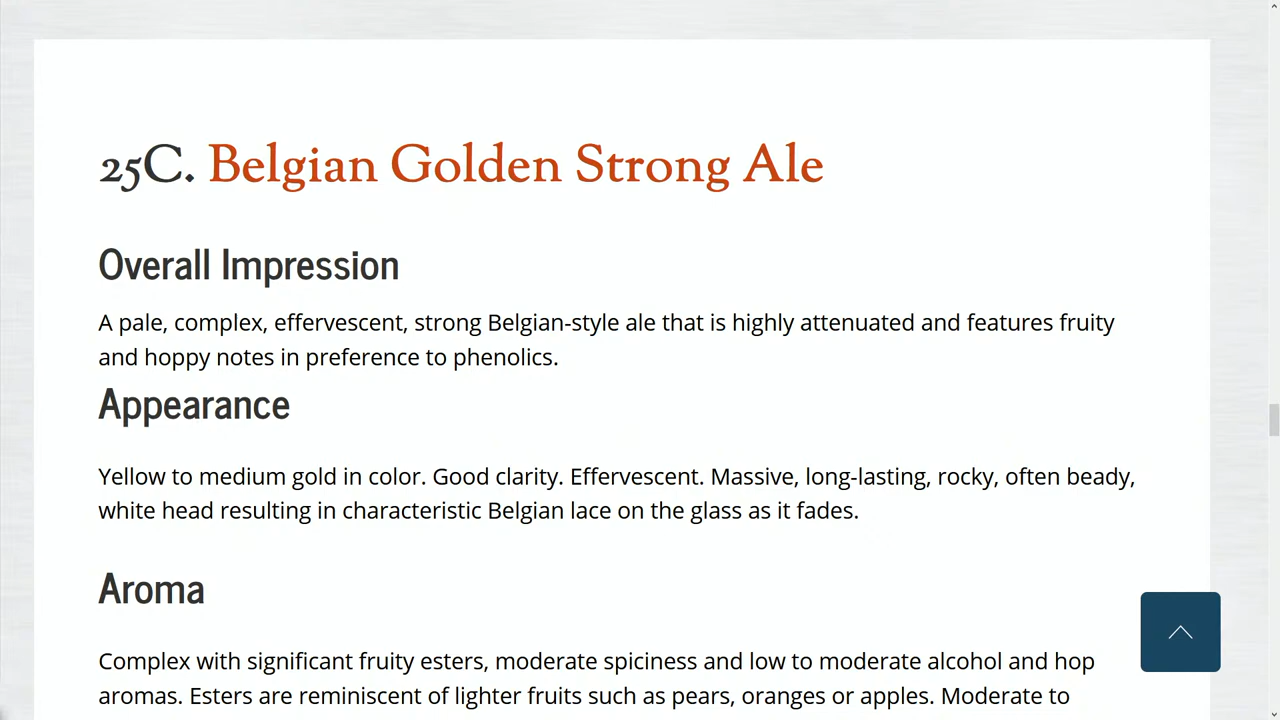 25C. Belgian Golden Strong Ale
Overall Impression
A pale, complex, effervescent, strong Belgian-style ale that is highly attenuated and features fruity
and hoppy notes in preference to phenolics.
Appearance
Yellow to medium gold in color. Good clarity. Effervescent. Massive, long-lasting, rocky, often beady,
white head resulting in characteristic Belgian lace on the glass as it fades.
Aroma
Complex with significant fruity esters, moderate spiciness and low to moderate alcohol and hop
aromas. Esters are reminiscent of lighter fruits such as pears, oranges or apples. Moderate to